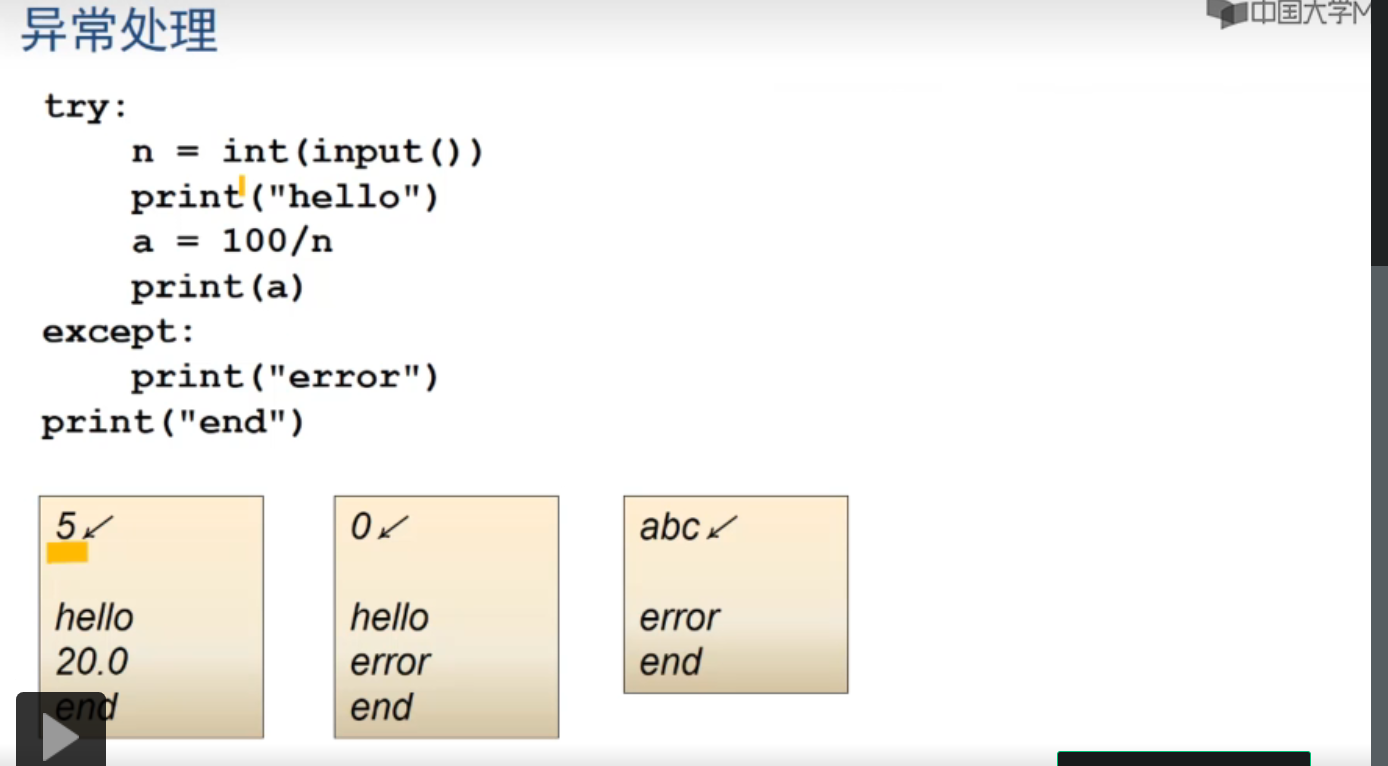 异常处理
中国大学M
try:
    n = int(input())
    print("hello")
    a = 100/n
    print(a)
except:
    print("error")
print("end")
5↙
hello
20.0
end
0↙
hello
error
end
abc↙
error
end